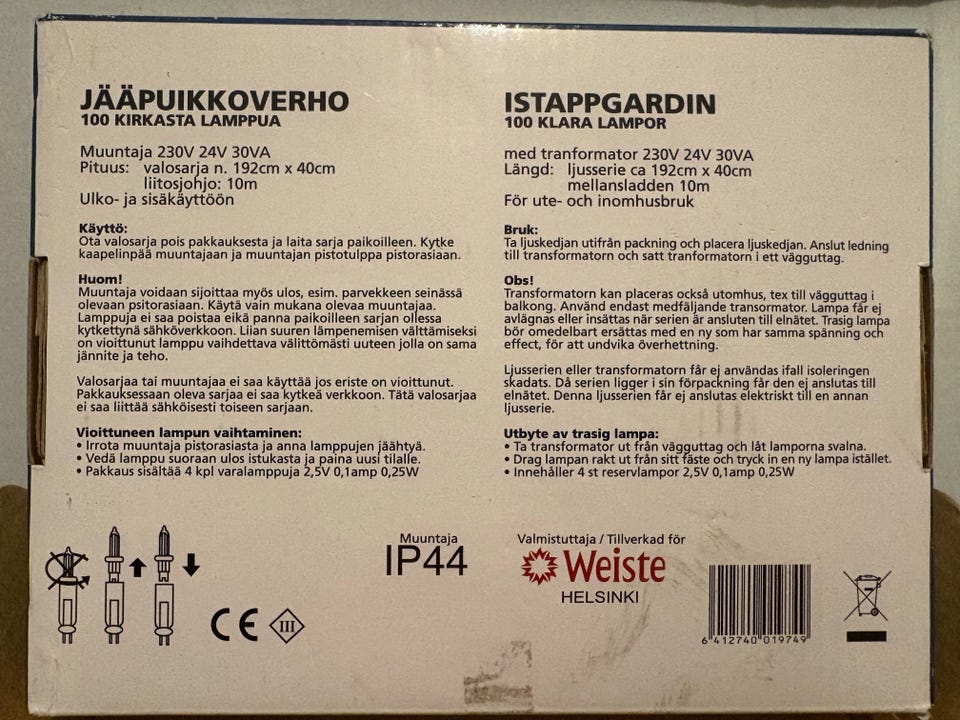 JÄÄPUIKKOVERHO
100 KIRKASTA LAMPPUA
Muuntaja 230V 24V 30VA
Pituus: valosarja n. 192cm x 40cm
liitosjohjo: 10m
Ulko- ja sisäkäyttöön
Käyttö:
Ota valosarja pois pakkauksesta ja laita sarja paikoilleen. Kytke
kaapelinpää muuntajaan ja muuntajan pistotulppa pistorasiaan.
Huom!
Muuntaja voidaan sijoittaa myös ulos, esim. parvekkeen seinässä
olevaan psitorasiaan. Käytä vain mukana olevaa muuntajaa.
Lamppuja ei saa poistaa eikä panna paikoilleen sarjan ollessa
kytkettynä sähköverkkoon. Liian suuren lämpenemisen välttämiseksi
on vioittunut lamppu vaihdettava välittömästi uuteen jolla on sama
jännite ja teho.
Valosarjaa tai muuntajaa ei saa käyttää jos eriste on vioittunut.
Pakkauksessaan oleva sarjaa ei saa kytkeä verkkoon. Tätä valosarjaa
ei saa liittää sähköisesti toiseen sarjaan.
Vioittuneen lampun vaihtaminen:
• Irrota muuntaja pistorasiasta ja anna lamppujen jäähtyä.
• Vedä lamppu suoraan ulos istukasta ja paina uusi tilalle.
• Pakkaus sisältää 4 kpl varalamppuja 2,5V 0,1amp 0,25W
ISTAPPGARDIN
100 KLARA LAMPOR
med tranformator 230V 24V 30VA
Längd: ljusserie ca 192cm x 40cm
mellansladden 10m
För ute- och inomhusbruk
Bruk:
Ta ljuskedjan utifrån packning och placera ljuskedjan. Anslut ledning
till transformatorn och satt tranformatorn i ett vägguttag.
Obs!
Transformatorn kan placeras också utomhus, tex till vägguttag i
balkong. Använd endast medfäljande transormator. Lampa får ej
avlägnas eller insättas når serien är ansluten till elnätet. Trasig lampa
bör omedelbart ersättas med en ny som har samma spänning och
effect, för att undvika överhettning.
Ljusserien eller transformatorn får ej användas ifall isoleringen
skadats. Då serien ligger i sin förpackning får den ej anslutas till
elnätet. Denna ljusserien får ej anslutas elektriskt till en annan
ljusserie.
Utbyte av trasig lampa:
• Ta transformator ut från vägguttag och låt lamporna svalna.
• Drag lampan rakt ut från sitt fäste och tryck in en ny lampa istället.
• Innehåller 4 st reservlampor 2,5V 0,1amp 0,25W
CE
III
Muuntaja
IP44
Valmistuttaja / Tillverkad för
Weiste
HELSINKI
6 412740 019749